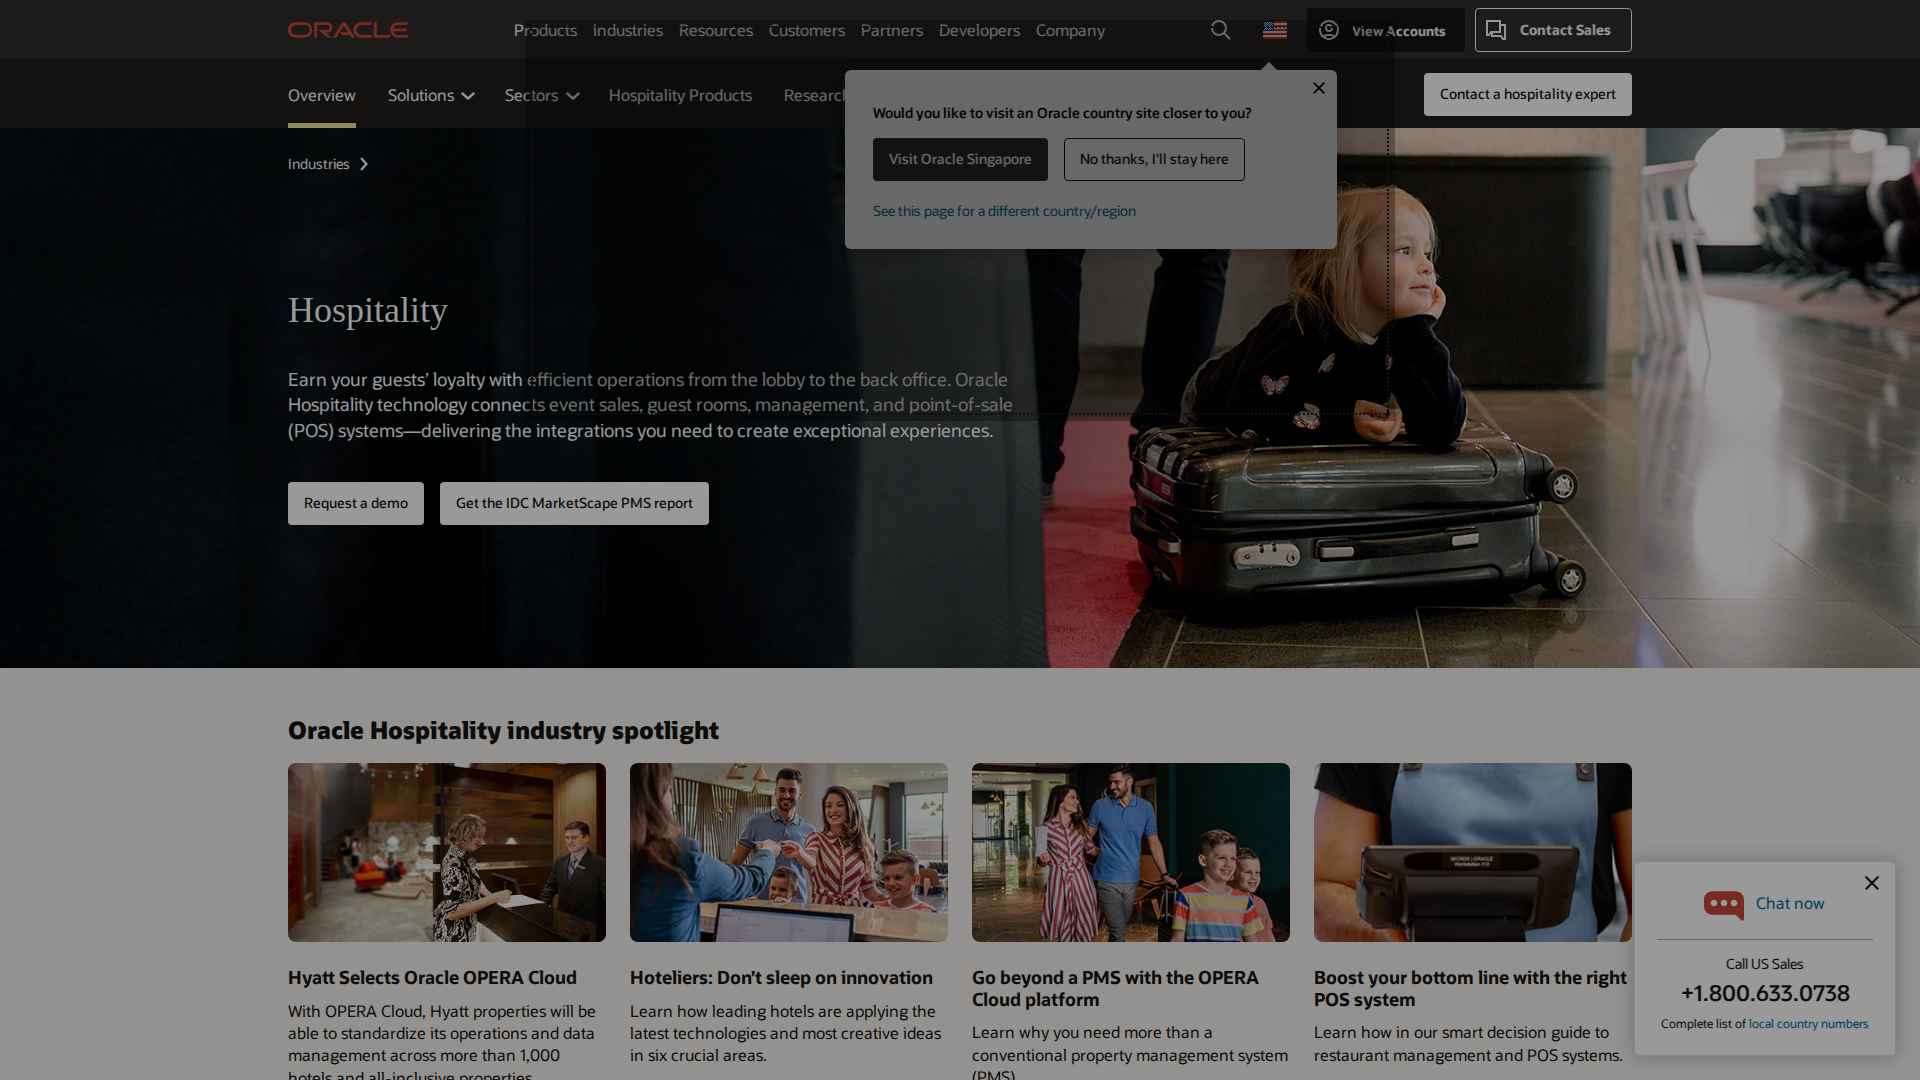 ORACLE
Products Industries Resources Customers Partners Developers Company
View Accounts
Contact Sales
Overview Solutions Sectors Hospitality Products Research
Contact a hospitality expert
Would you like to visit an Oracle country site closer to you?
Visit Oracle Singapore
No thanks, I'll stay here
See this page for a different country/region
Industries
Hospitality
Earn your guests’ loyalty with efficient operations from the lobby to the back office. Oracle
Hospitality technology connects event sales, guest rooms, management, and point-of-sale
(POS) systems—delivering the integrations you need to create exceptional experiences.
Request a demo
Get the IDC MarketScape PMS report
Oracle Hospitality industry spotlight
Hyatt Selects Oracle OPERA Cloud
With OPERA Cloud, Hyatt properties will be
able to standardize its operations and data
management across more than 1,000
hotels and all-inclusive properties.
Hoteliers: Don’t sleep on innovation
Learn how leading hotels are applying the
latest technologies and most creative ideas
in six crucial areas.
Go beyond a PMS with the OPERA
Cloud platform
Learn why you need more than a
conventional property management system
(PMS).
Boost your bottom line with the right
POS system
Learn how in our smart decision guide to
restaurant management and POS systems.
Chat now
Call US Sales
+1.800.633.0738
Complete list of local country numbers